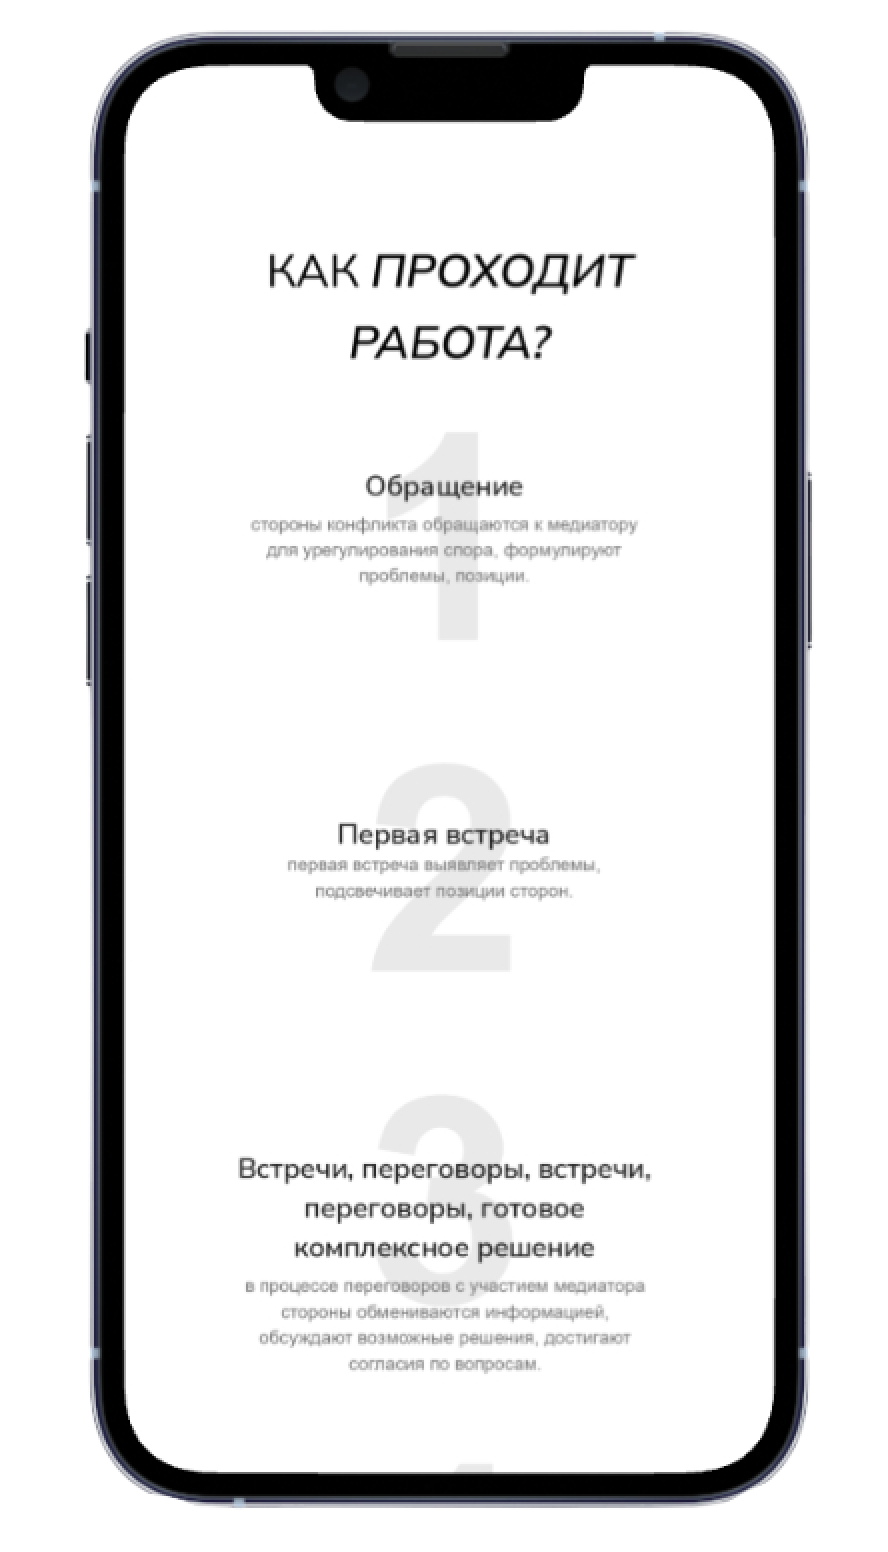 КАК ПРОХОДИТ
РАБОТА?
1
Обращение
стороны конфликта обращаются к медиатору
для урегулирования спора, формулируют
проблемы, позиции.
2
Первая встреча
первая встреча выявляет проблемы,
подсвечивает позиции сторон.
3
Встречи, переговоры, встречи,
переговоры, готовое
комплексное решение
в процессе переговоров с участием медиатора
стороны обмениваются информацией,
обсуждают возможные решения, достигают
согласия по вопросам.